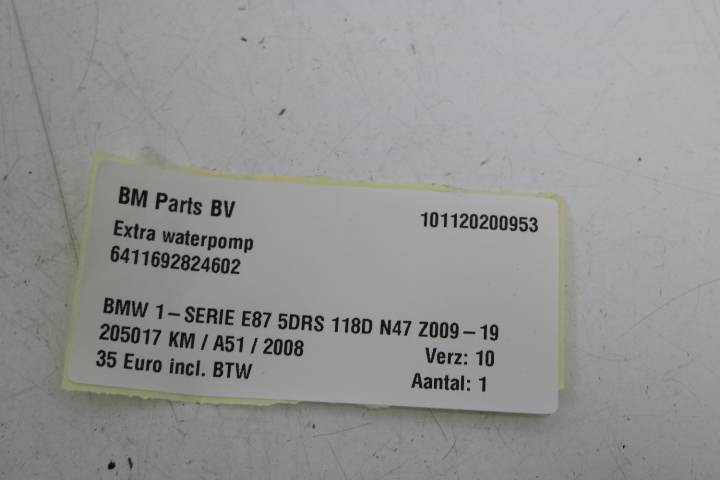 BM Parts BV 101120200953
Extra waterpomp
6411692824602
BMW 1-SERIE E87 5DRS 118D N47 Z009-19
205017 KM / A51 / 2008 Verz: 10
35 Euro incl. BTW Aantal: 1